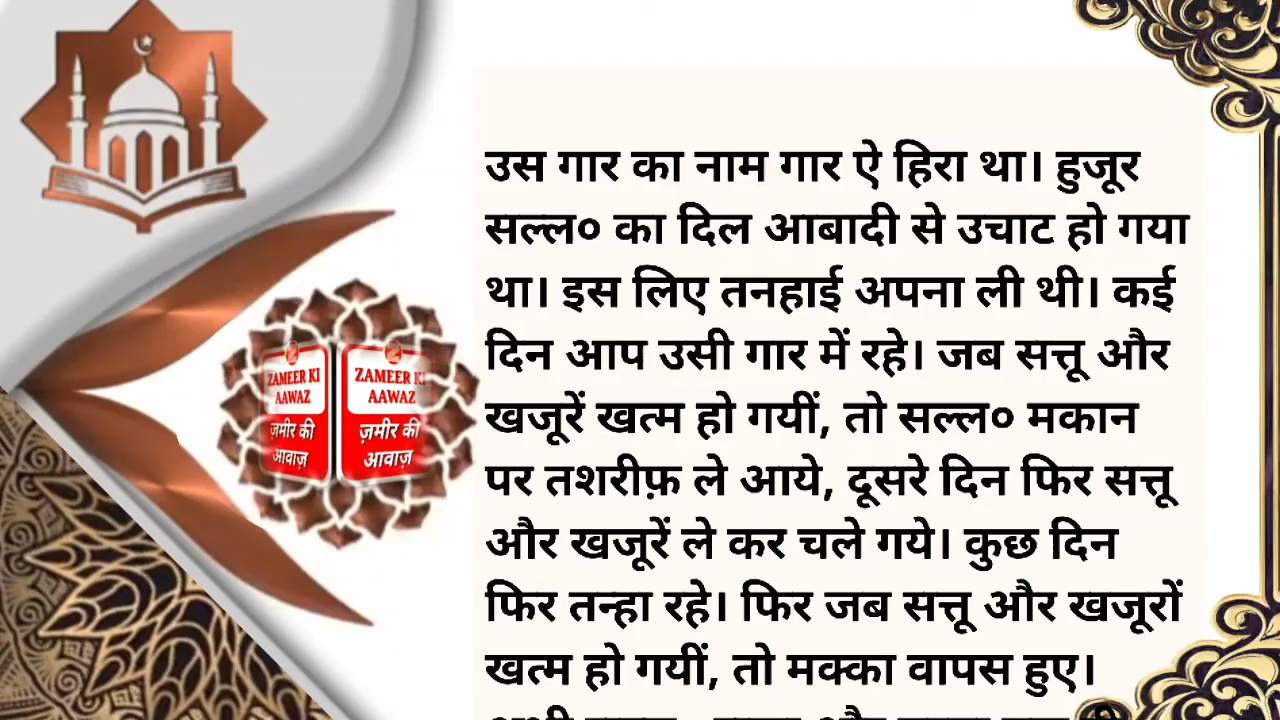 ZAMEER KI
AAWAZ
ज़मीर की
आवाज़
ZAMEER KI
AAWAZ
ज़मीर की
आवाज़
उस गार का नाम गार ऐ हिरा था। हुजूर
सल्ल० का दिल आबादी से उचाट हो गया
था। इस लिए तनहाई अपना ली थी। कई
दिन आप उसी गार में रहे। जब सत्तू और
खजूरें खत्म हो गयीं, तो सल्ल० मकान
पर तशरीफ़ ले आये, दूसरे दिन फिर सत्तू
और खजूरें ले कर चले गये। कुछ दिन
फिर तन्हा रहे। फिर जब सत्तू और खजूरों
खत्म हो गयीं, तो मक्का वापस हुए।